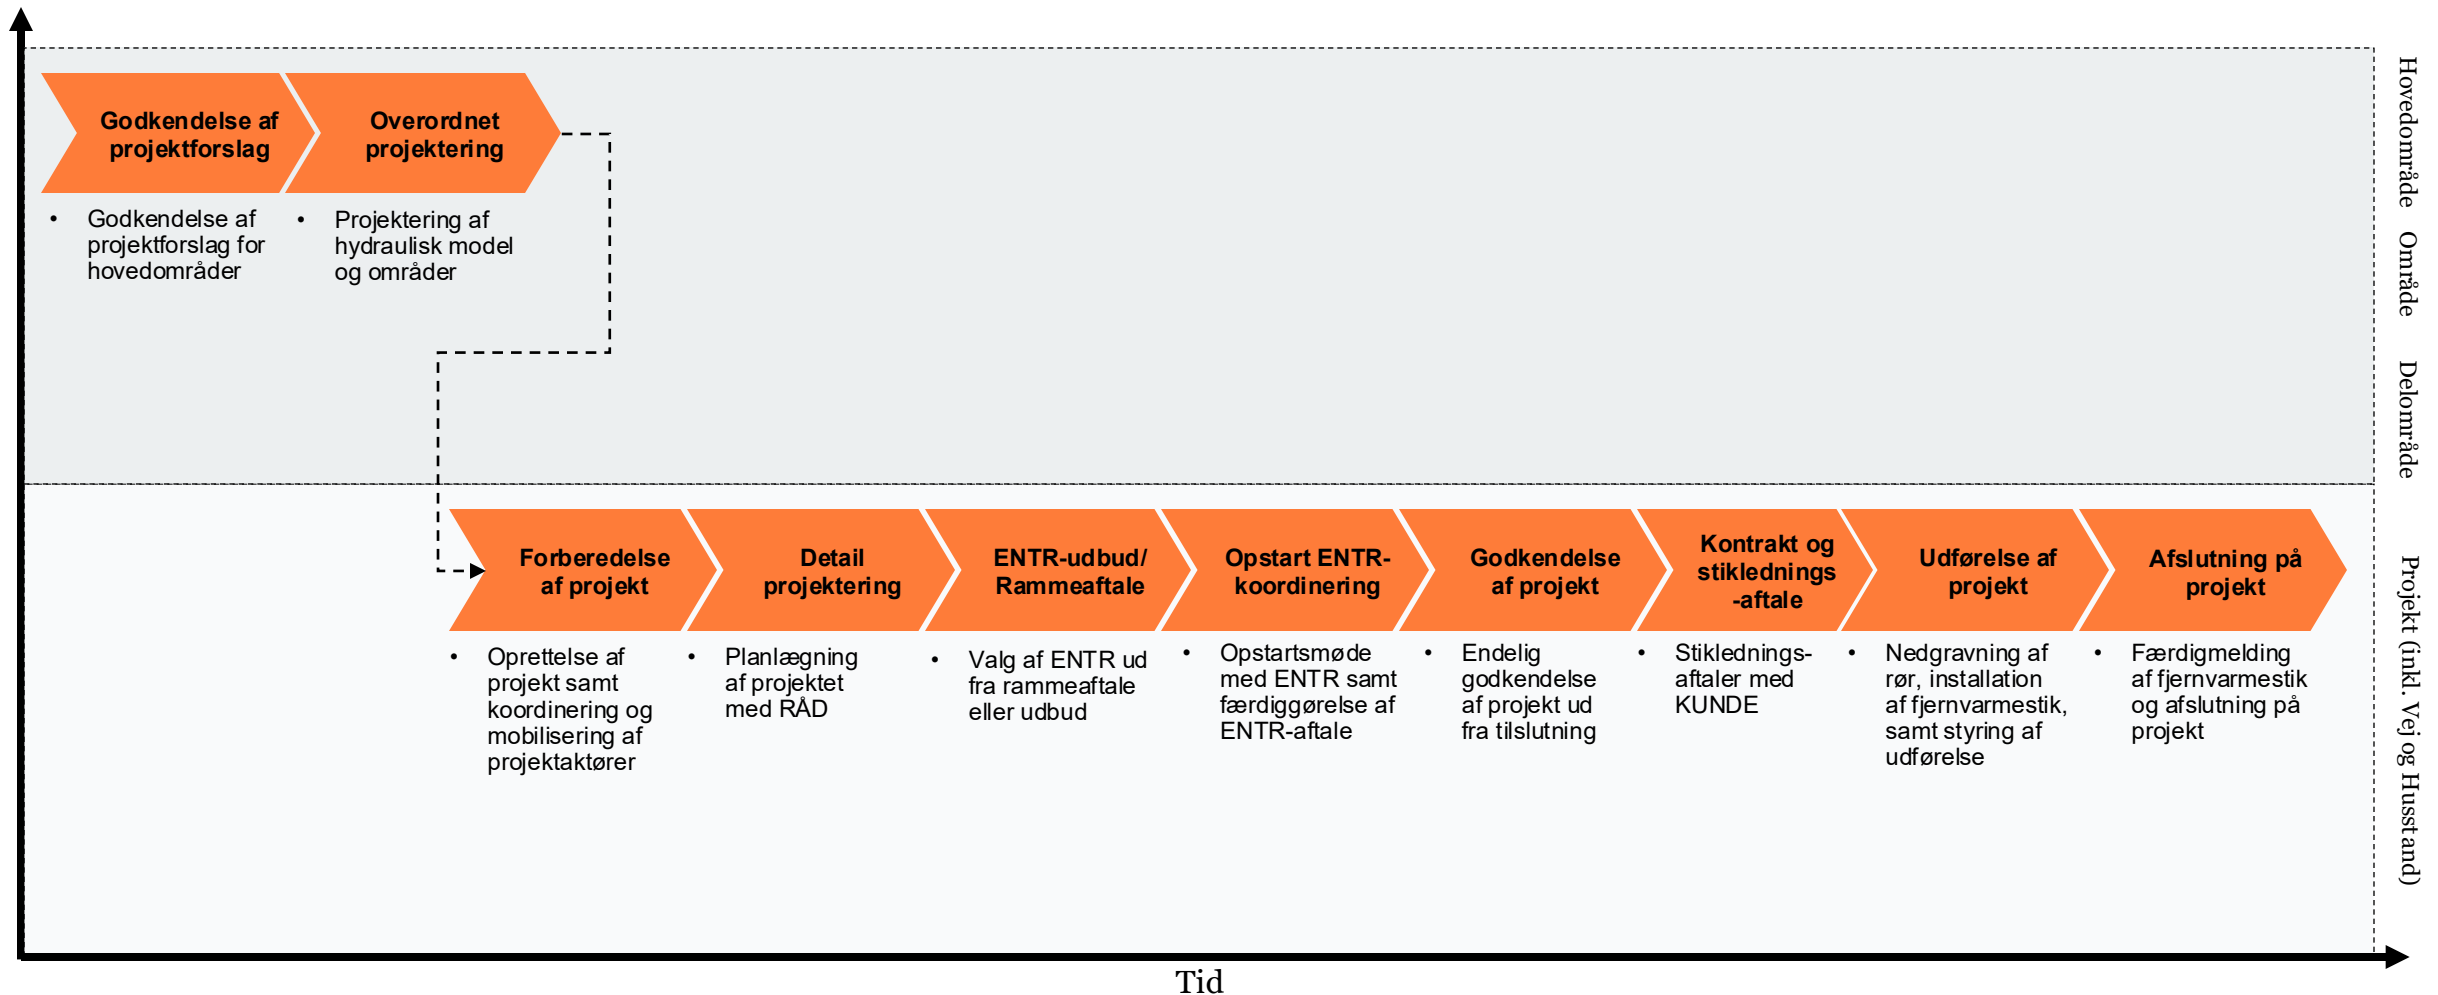 Godkendelse af
projektforslag
Overordnet
projektering
• Godkendelse af
projektforslag for
hovedområder
• Projektering af
hydraulisk model
og områder
Hovedområde
Område
Delområde
Forberedelse
af projekt
Detail
projektering
ENTR-udbud/
Rammeaftale
Opstart ENTR-
koordinering
Godkendelse
af projekt
Kontrakt og
stiklednings
-aftale
Udførelse af
projekt
Afslutning på
projekt
• Oprettelse af
projekt samt
koordinering og
mobilisering af
projektaktører
• Planlægning
af projektet
med RÅD
• Valg af ENTR ud
fra rammeaftale
eller udbud
• Opstartsmøde
med ENTR samt
færdiggørelse af
ENTR-aftale
• Endelig
godkendelse
af projekt ud
fra tilslutning
• Stiklednings-
aftaler med
KUNDE
• Nedgravning af
rør, installation
af fjernvarmestik,
samt styring af
udførelse
• Færdigmelding
af fjernvarmestik
og afslutning på
projekt
Projekt (inkl. Vej og Husstand)
Tid